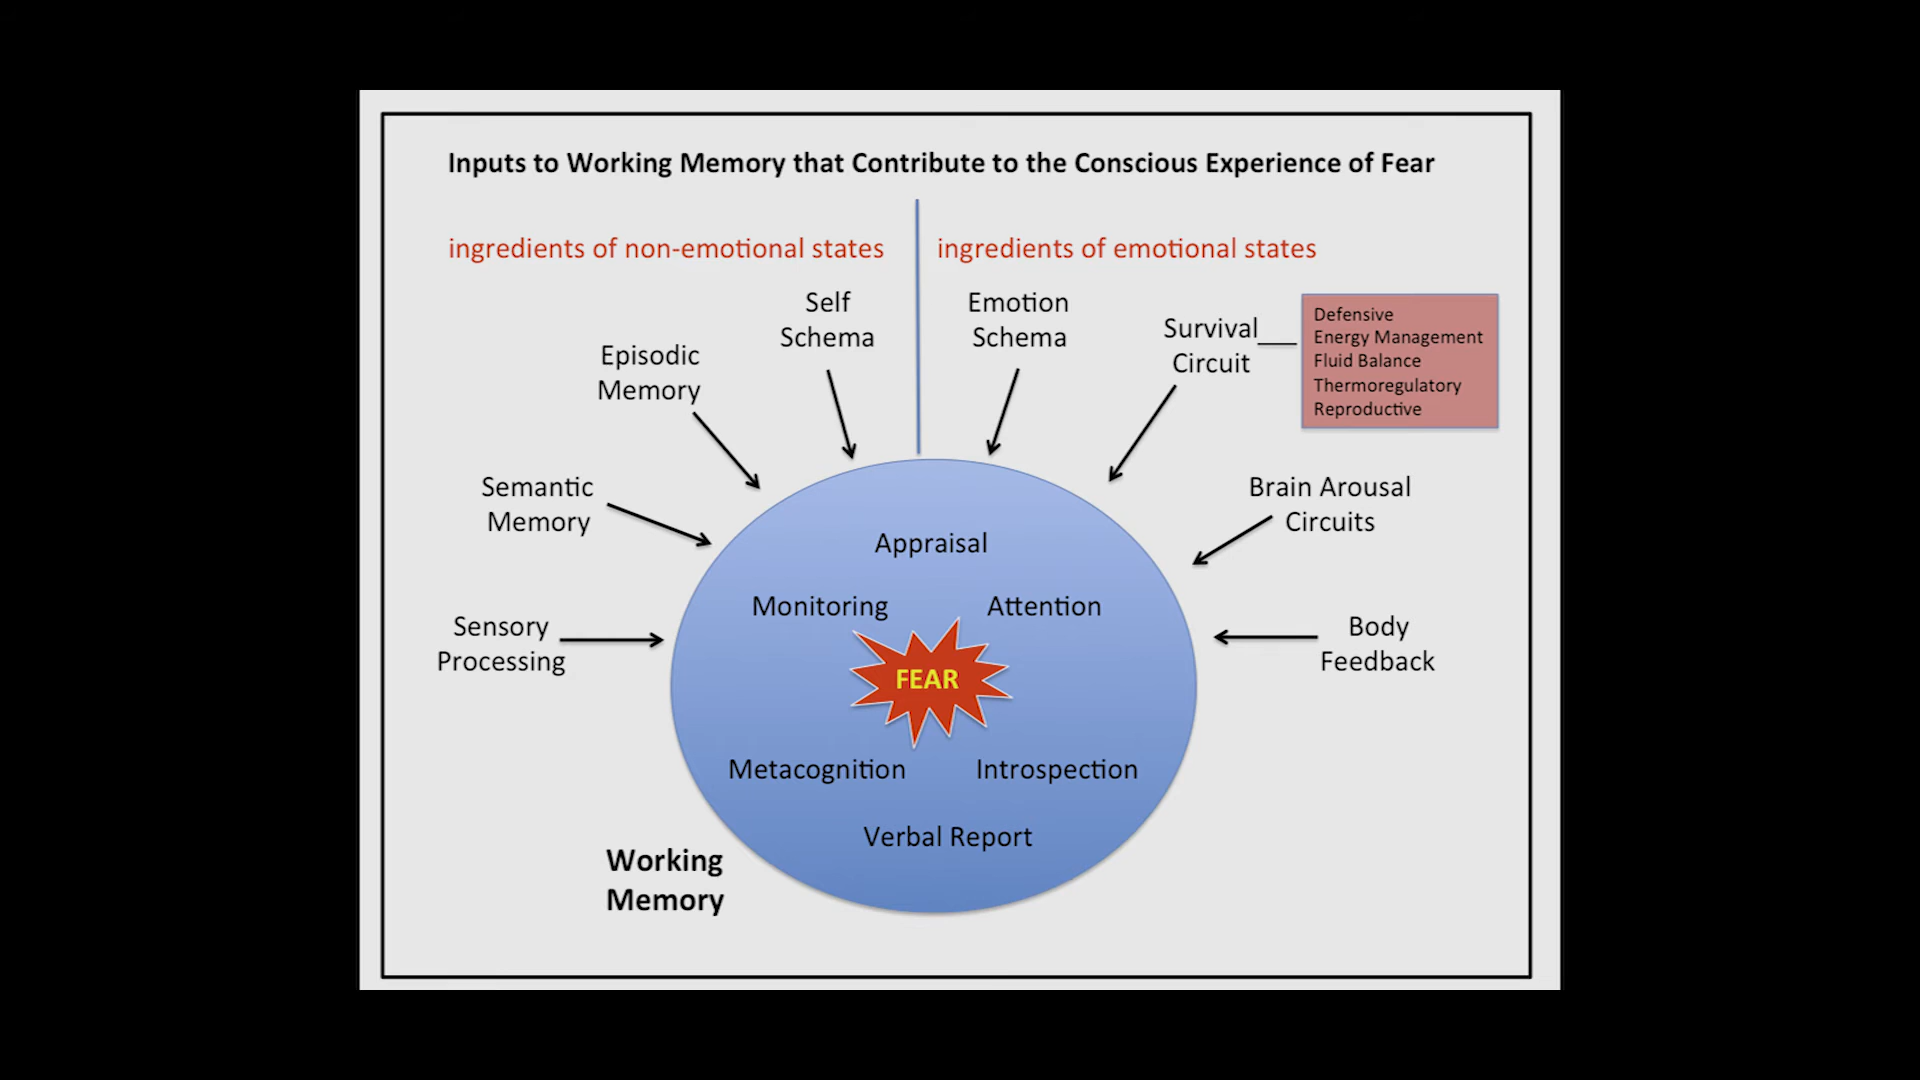 Inputs to Working Memory that Contribute to the Conscious Experience of Fear
ingredients of non-emotional states
ingredients of emotional states
Self
Schema
Emotion
Schema
Episodic
Memory
Survival
Circuit
Defensive
Energy Management
Fluid Balance
Thermoregulatory
Reproductive
Semantic
Memory
Brain Arousal
Circuits
Sensory
Processing
Body
Feedback
Appraisal
Monitoring
Attention
FEAR
Metacognition
Introspection
Verbal Report
Working
Memory